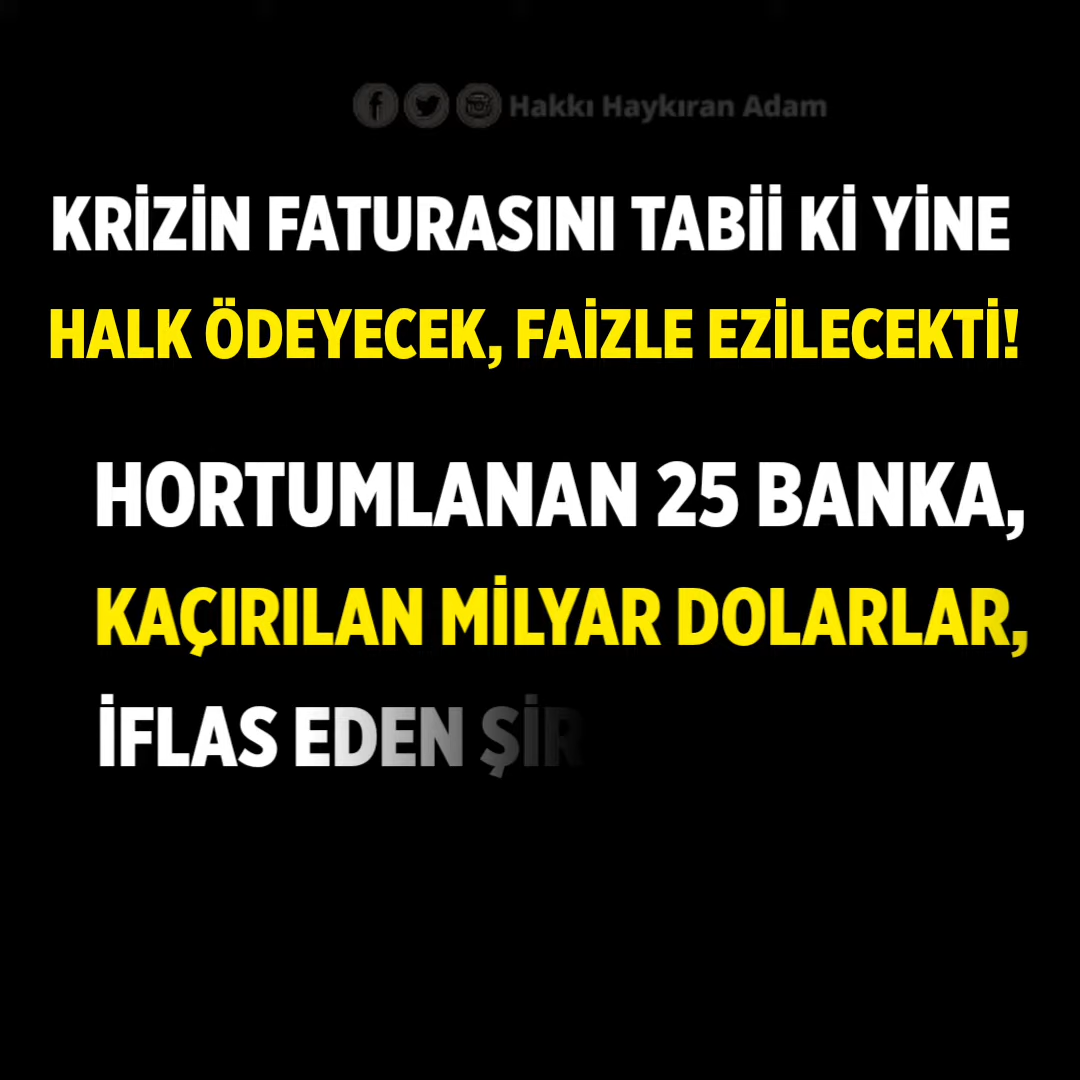 Hakkı Haykıran Adam
KRİZİN FATURASINI TABİİ Kİ YİNE
HALK ÖDEYECEK, FAİZLE EZİLECEKTİ!
HORTUMLANAN 25 BANKA,
KAÇIRILAN MİLYAR DOLARLAR,
İFLAS EDEN ŞİR